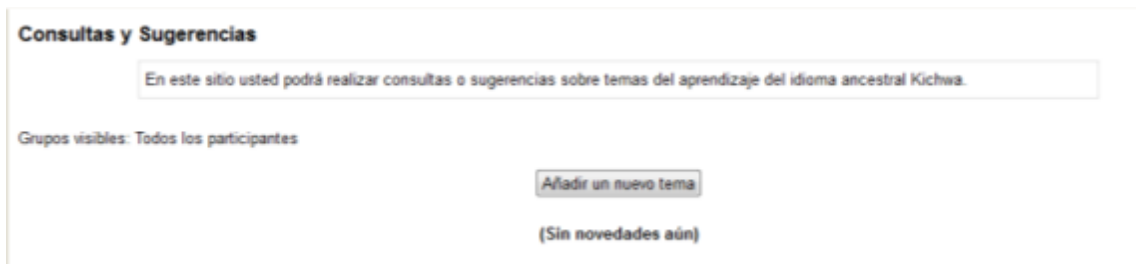 Consultas y Sugerencias
En este sitio usted podrá realizar consultas o sugerencias sobre temas del aprendizaje del idioma ancestral Kichwa.
Grupos visibles: Todos los participantes
Añadir un nuevo tema
(Sin novedades aún)